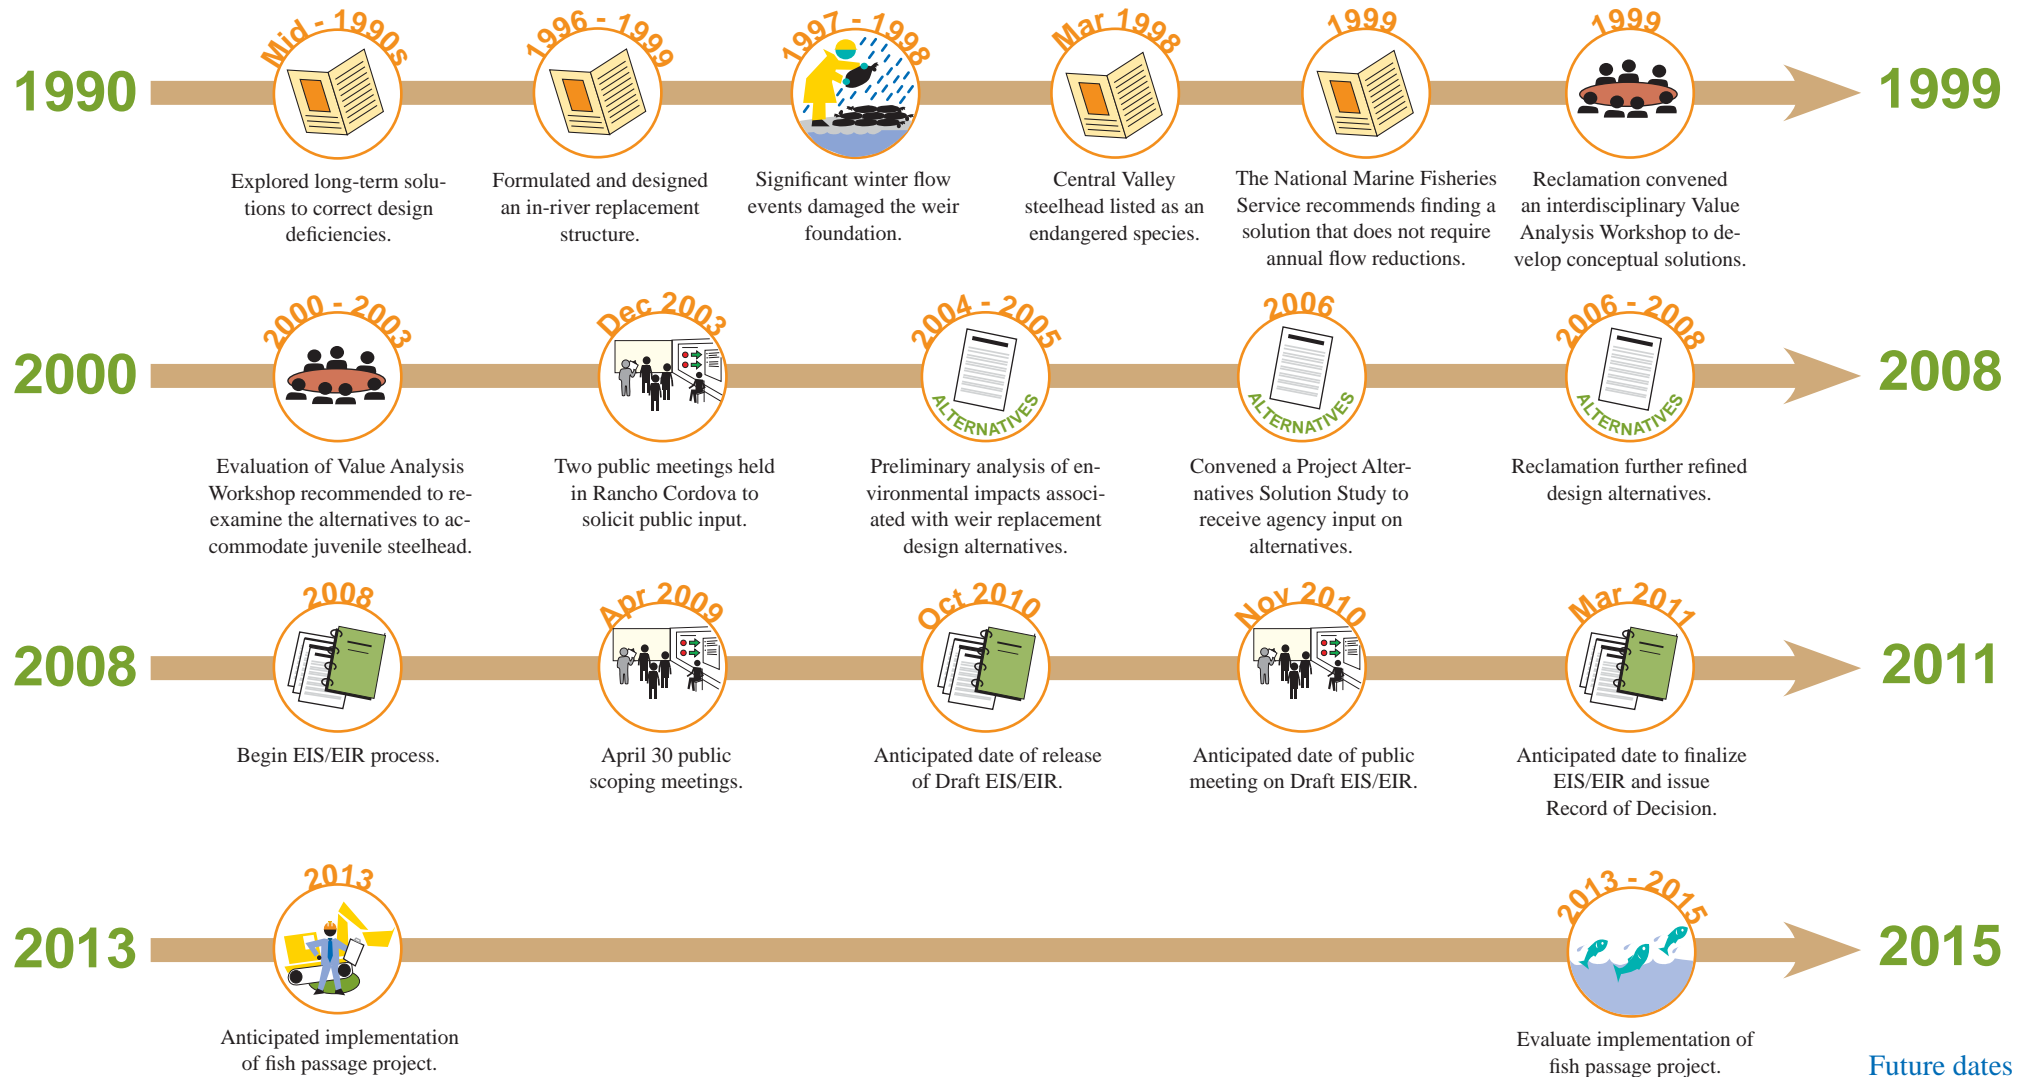 1990
Mid - 1990s
Explored long-term solu-
tions to correct design
deficiencies.
1996 - 1999
Formulated and designed
an in-river replacement
structure.
1997 - 1998
Significant winter flow
events damaged the weir
foundation.
Mar 1998
Central Valley
steelhead listed as an
endangered species.
1999
The National Marine Fisheries
Service recommends finding a
solution that does not require
annual flow reductions.
1999
Reclamation convened
an interdisciplinary Value
Analysis Workshop to de-
velop conceptual solutions.
1999
2000
2000 - 2003
Evaluation of Value Analysis
Workshop recommended to re-
examine the alternatives to ac-
commodate juvenile steelhead.
Dec 2003
Two public meetings held
in Rancho Cordova to
solicit public input.
2004 - 2005
ALTERNATIVES
Preliminary analysis of en-
vironmental impacts associ-
ated with weir replacement
design alternatives.
2006
ALTERNATIVES
Convened a Project Alter-
natives Solution Study to
receive agency input on
alternatives.
2006 - 2008
ALTERNATIVES
Reclamation further refined
design alternatives.
2008
2008
2008
Begin EIS/EIR process.
Apr 2009
April 30 public
scoping meetings.
Oct 2010
Anticipated date of release
of Draft EIS/EIR.
Nov 2010
Anticipated date of public
meeting on Draft EIS/EIR.
Mar 2011
Anticipated date to finalize
EIS/EIR and issue
Record of Decision.
2011
2013
2013
Anticipated implementation
of fish passage project.
2013 - 2015
Evaluate implementation of
fish passage project.
2015
Future dates